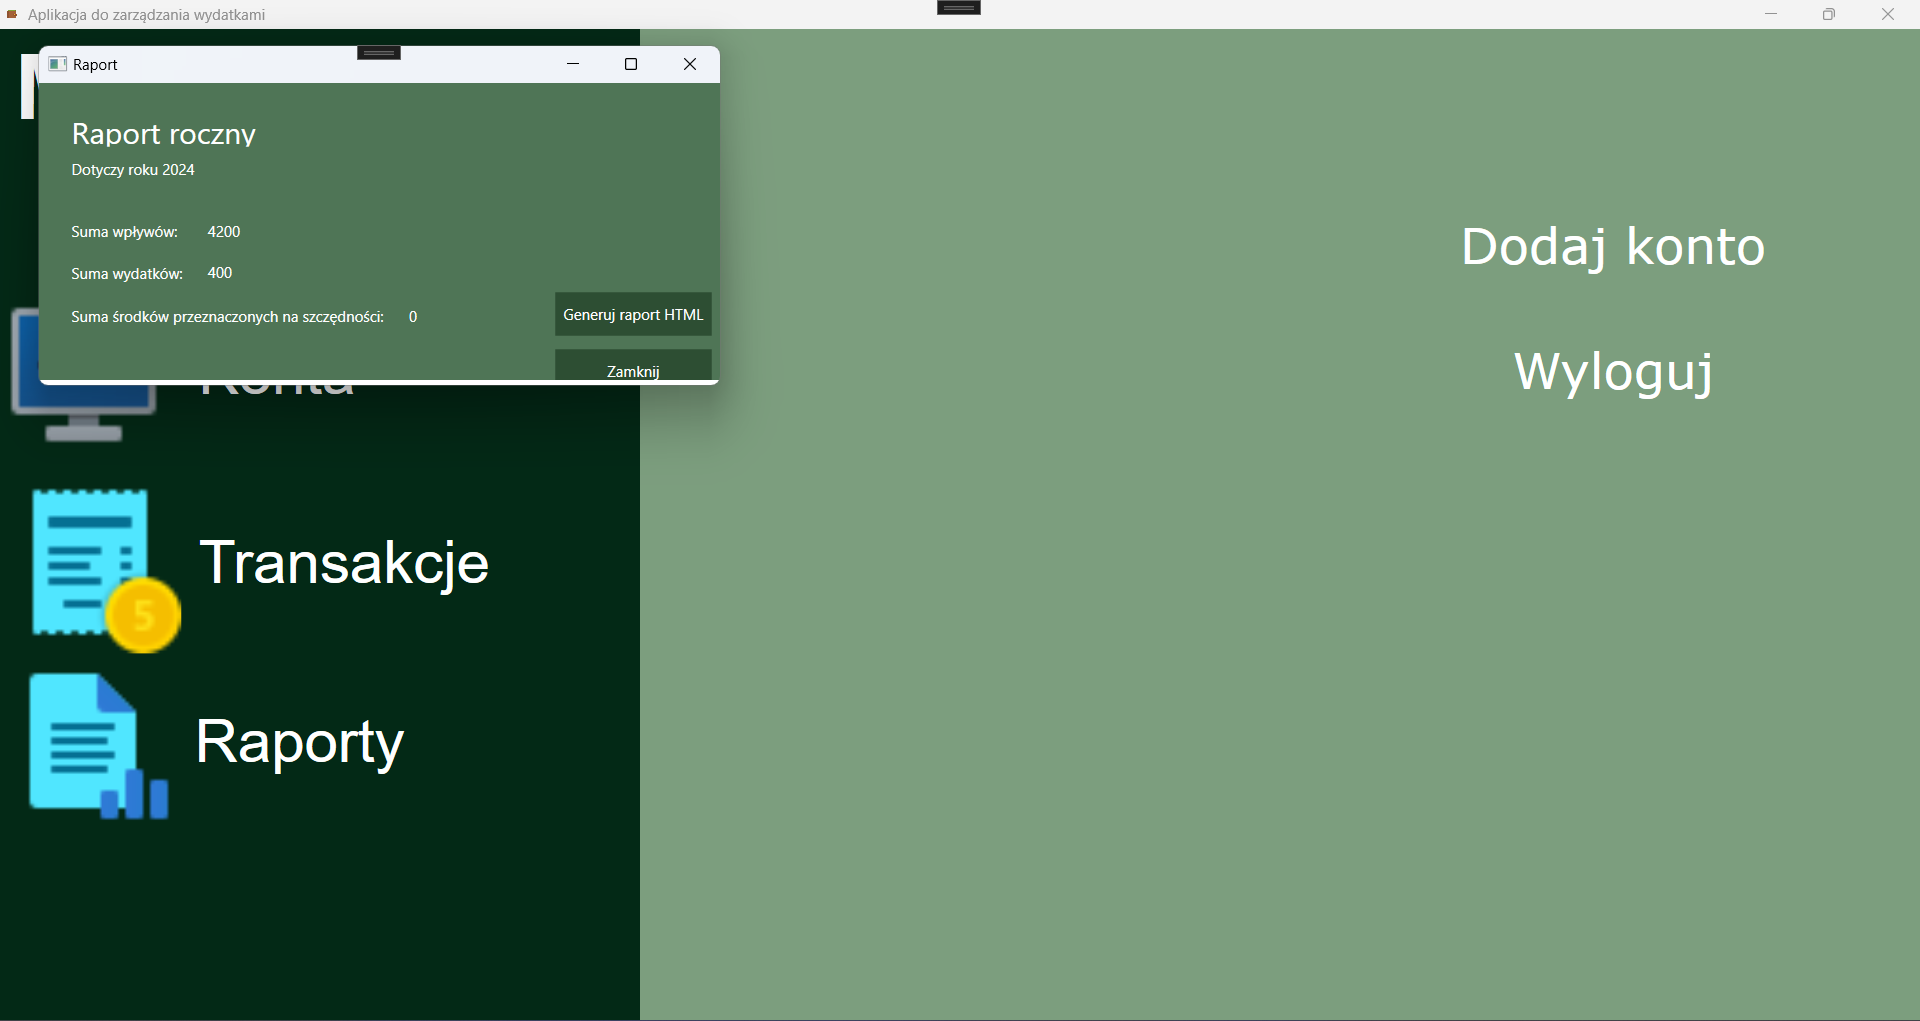 Aplikacja do zarządzania wydatkami
Raport
Raport roczny
Dotyczy roku 2024
Suma wpływów: 4200
Suma wydatków: 400
Suma środków przeznaczonych na szczędności: 0
Generuj raport HTML
Zamknij
Konta
Transakcje
5
Raporty
Dodaj konto
Wyloguj